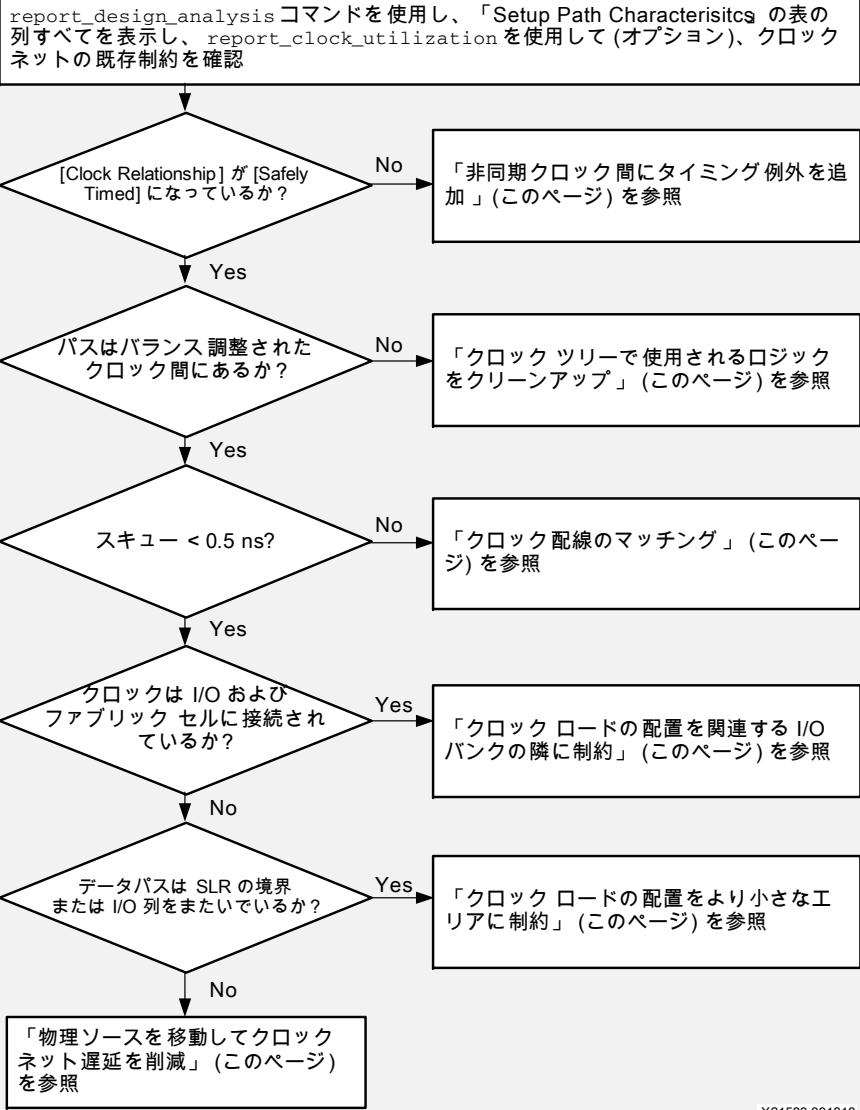 report_design_analysis コマンドを使用し、「Setup Path Characterisitcs」の表の
列すべてを表示し、 report_clock_utilization を使用して (オプション)、クロック
ネットの既存制約を確認
[Clock Relationship] が [Safely
Timed] になっているか?
No
「非同期クロック間にタイミング例外を追
加 」(このページ) を参照
Yes
パスはバランス調整された
クロック間にあるか?
No
「クロック ツリーで使用されるロジック
をクリーンアップ 」 (このページ) を参照
Yes
スキュー < 0.5 ns?
No
「クロック配線のマッチング 」 (このペー
ジ) を参照
Yes
クロックは I/O および
ファブリック セルに接続され
ているか?
Yes
「クロック ロードの配置を関連する I/O
バンクの隣に制約」 (このページ) を参照
No
データパスは SLR の境界
または I/O 列をまたいでいるか?
Yes
「クロック ロードの配置をより小さなエ
リアに制約」 (このページ) を参照
No
「物理ソースを移動してクロック
ネット遅延を削減」 (このページ)
を参照